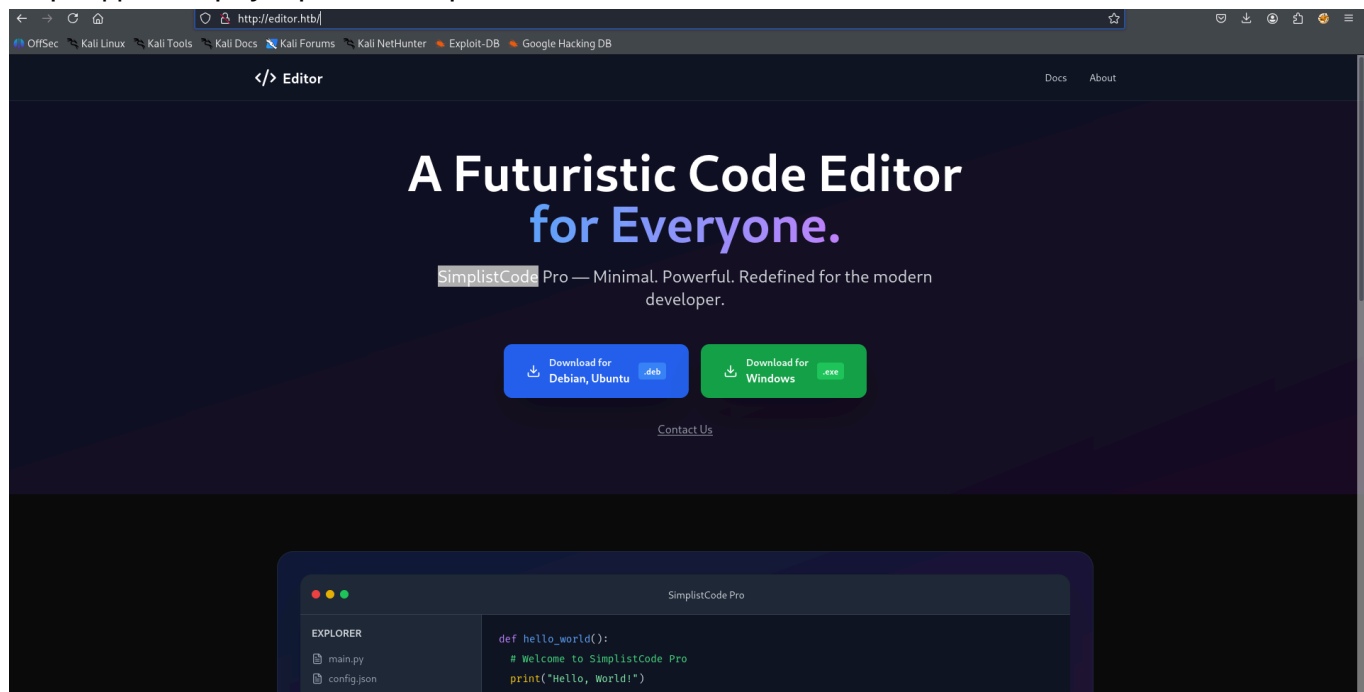 http://editor.htb/
OffSec Kali Linux Kali Tools Kali Docs Kali Forums Kali NetHunter Exploit-DB Google Hacking DB
</> Editor Docs About
A Futuristic Code Editor
for Everyone.
SimplistCode Pro — Minimal. Powerful. Redefined for the modern
developer.
Download for
Debian, Ubuntu .deb
Download for
Windows .exe
Contact Us
SimplistCode Pro
EXPLORER
main.py
config.json
def hello_world():
# Welcome to SimplistCode Pro
print("Hello, World!")